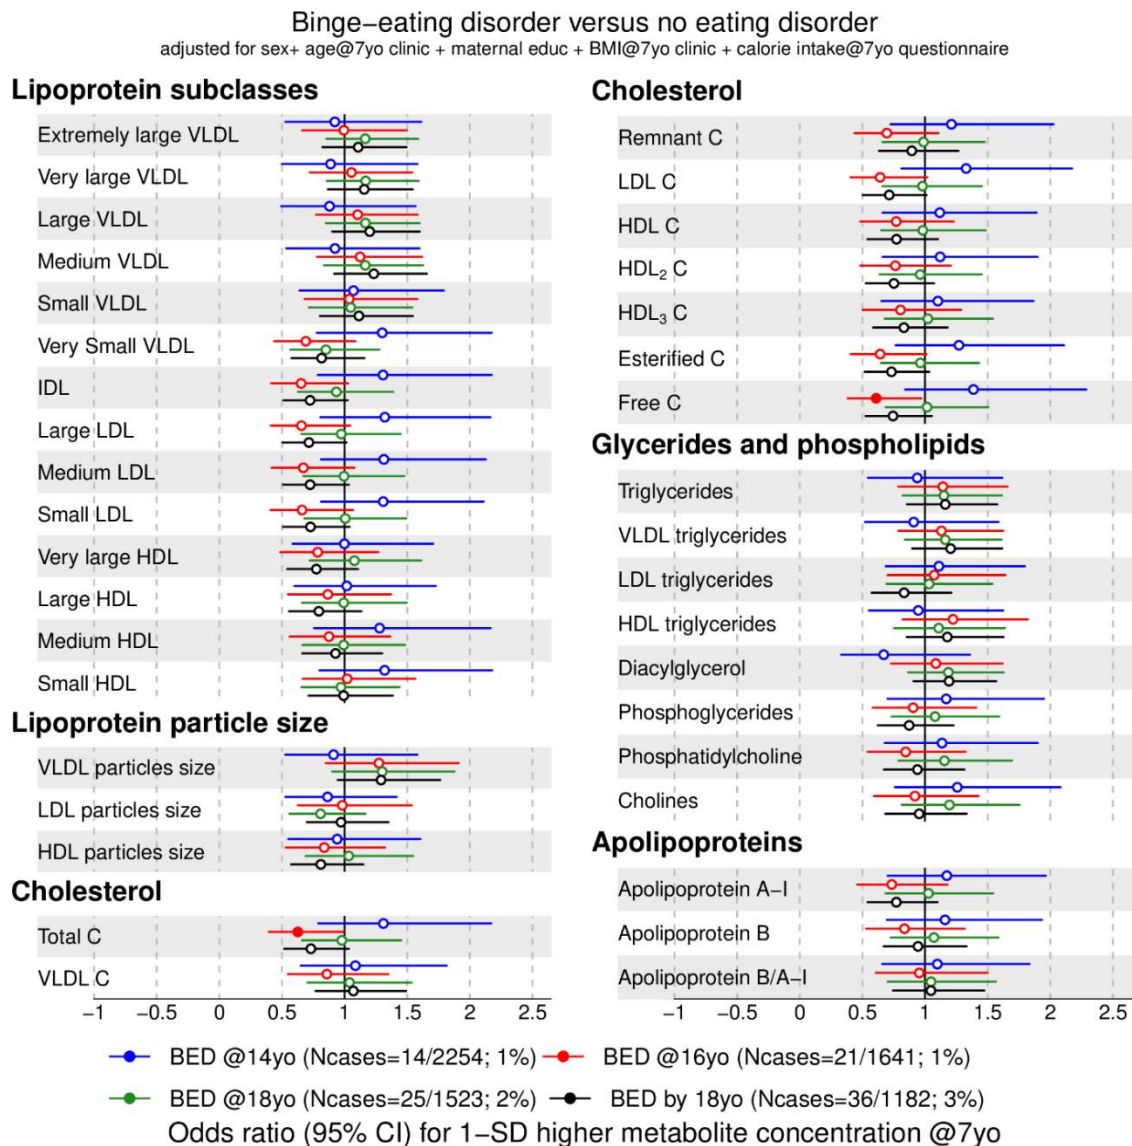 Binge−eating disorder versus no eating disorder
adjusted for sex+ age@7yo clinic + maternal educ + BMI@7yo clinic + calorie intake@7yo questionnaire
Lipoprotein subclasses
Extremely large VLDL
Very large VLDL
Large VLDL
Medium VLDL
Small VLDL
Very Small VLDL
IDL
Large LDL
Medium LDL
Small LDL
Very large HDL
Large HDL
Medium HDL
Small HDL
Lipoprotein particle size
VLDL particles size
LDL particles size
HDL particles size
Cholesterol
Total C
VLDL C
−1 −0.5 0 0.5 1 1.5 2 2.5
Cholesterol
Remnant C
LDL C
HDL C
HDL₂ C
HDL₃ C
Esterified C
Free C
Glycerides and phospholipids
Triglycerides
VLDL triglycerides
LDL triglycerides
HDL triglycerides
Diacylglycerol
Phosphoglycerides
Phosphatidylcholine
Cholines
Apolipoproteins
Apolipoprotein A−I
Apolipoprotein B
Apolipoprotein B/A−I
−1 −0.5 0 0.5 1 1.5 2 2.5
BED @14yo (Ncases=14/2254; 1%) BED @16yo (Ncases=21/1641; 1%)
BED @18yo (Ncases=25/1523; 2%) BED by 18yo (Ncases=36/1182; 3%)
Odds ratio (95% CI) for 1−SD higher metabolite concentration @7yo